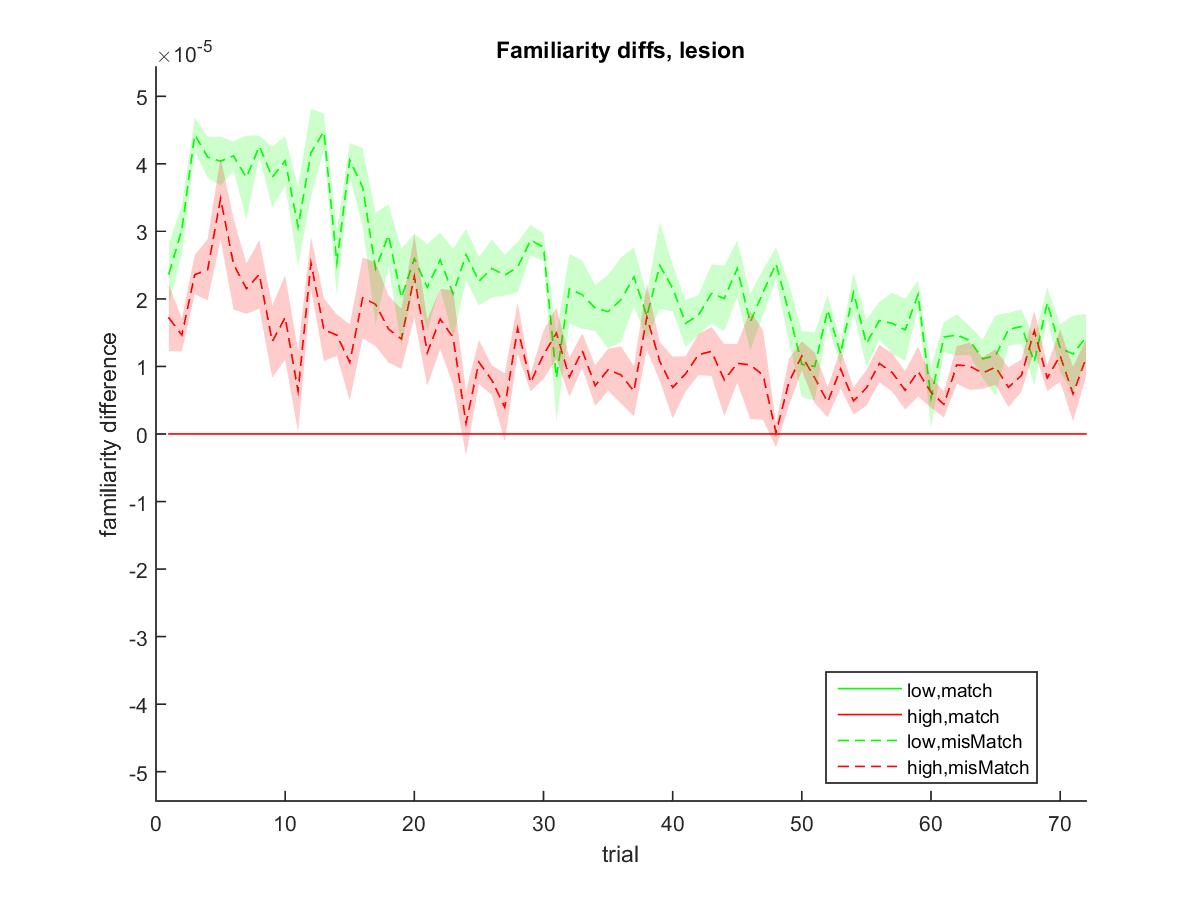 Familiarity diffs, lesion
×10-5
5
4
3
2
1
0
-1
-2
-3
-4
-5
familiarity difference
low,match
high,match
low,misMatch
high,misMatch
0 10 20 30 40 50 60 70
trial